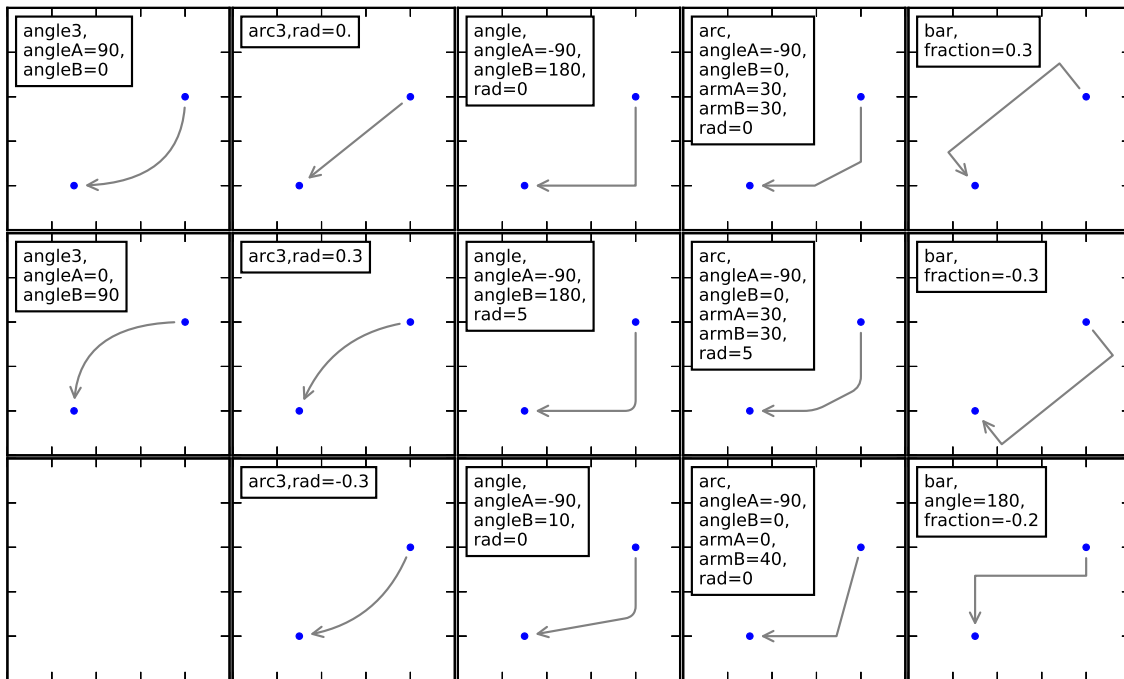 angle3,
angleA=90,
angleB=0
arc3,rad=0.
angle,
angleA=-90,
angleB=180,
rad=0
arc,
angleA=-90,
angleB=0,
armA=30,
armB=30,
rad=0
bar,
fraction=0.3
angle3,
angleA=0,
angleB=90
arc3,rad=0.3
angle,
angleA=-90,
angleB=180,
rad=5
arc,
angleA=-90,
angleB=0,
armA=30,
armB=30,
rad=5
bar,
fraction=-0.3
arc3,rad=-0.3
angle,
angleA=-90,
angleB=10,
rad=0
arc,
angleA=-90,
angleB=0,
armA=0,
armB=40,
rad=0
bar,
angle=180,
fraction=-0.2